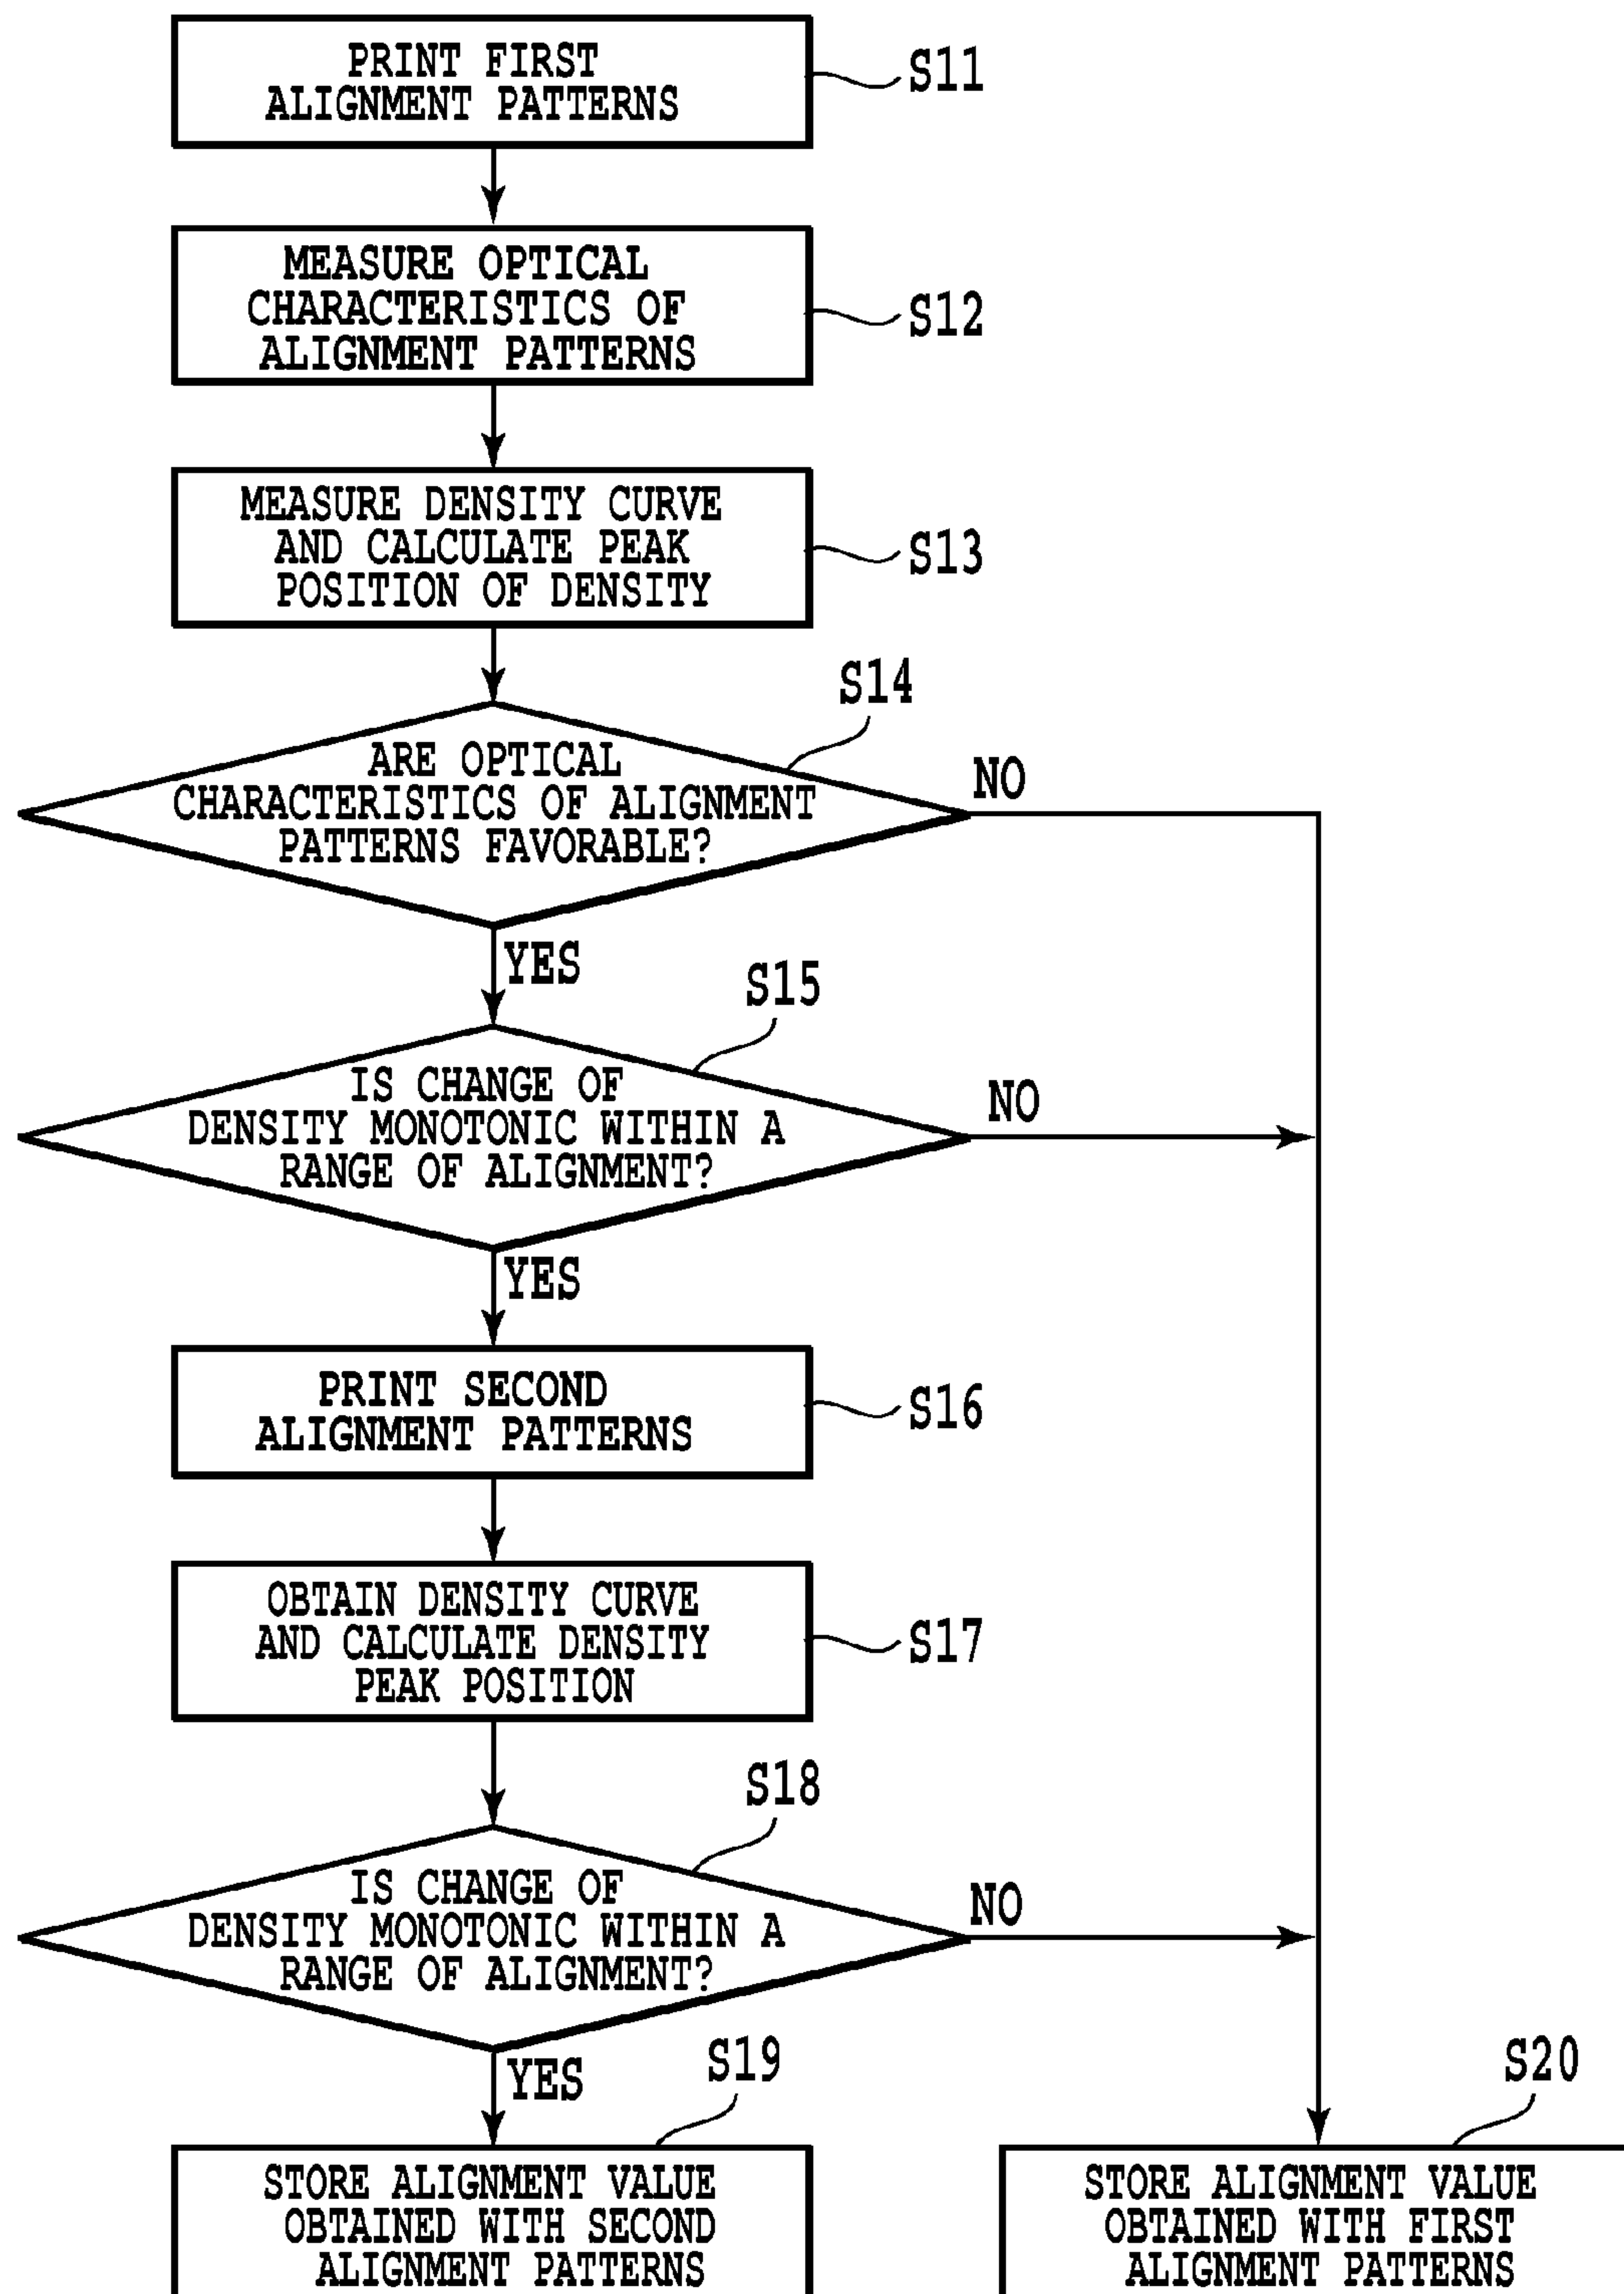 PRINT FIRST
ALIGNMENT PATTERNS
S11
MEASURE OPTICAL
CHARACTERISTICS OF
ALIGNMENT PATTERNS
S12
MEASURE DENSITY CURVE
AND CALCULATE PEAK
POSITION OF DENSITY
S13
S14
ARE OPTICAL
CHARACTERISTICS OF ALIGNMENT
PATTERNS FAVORABLE?
NO
YES
S15
IS CHANGE OF
DENSITY MONOTONIC WITHIN A
RANGE OF ALIGNMENT?
NO
YES
PRINT SECOND
ALIGNMENT PATTERNS
S16
OBTAIN DENSITY CURVE
AND CALCULATE DENSITY
PEAK POSITION
S17
S18
IS CHANGE OF
DENSITY MONOTONIC WITHIN A
RANGE OF ALIGNMENT?
NO
YES
S19
STORE ALIGNMENT VALUE
OBTAINED WITH SECOND
ALIGNMENT PATTERNS
S20
STORE ALIGNMENT VALUE
OBTAINED WITH FIRST
ALIGNMENT PATTERNS